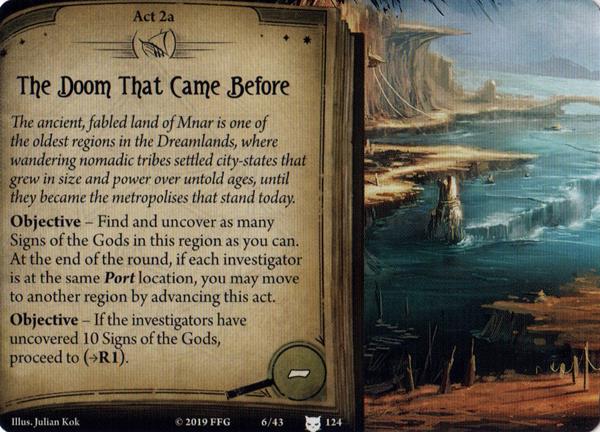 Act 2a
The Doom That Came Before
The ancient, fabled land of Mnar is one of
the oldest regions in the Dreamlands, where
wandering nomadic tribes settled city-states that
grew in size and power over untold ages, until
they became the metropolises that stand today.
Objective – Find and uncover as many
Signs of the Gods in this region as you can.
At the end of the round, if each investigator
is at the same Port location, you may move
to another region by advancing this act.
Objective – If the investigators have
uncovered 10 Signs of the Gods,
proceed to (→R1).
–
Illus. Julian Kok © 2019 FFG 6/43 124